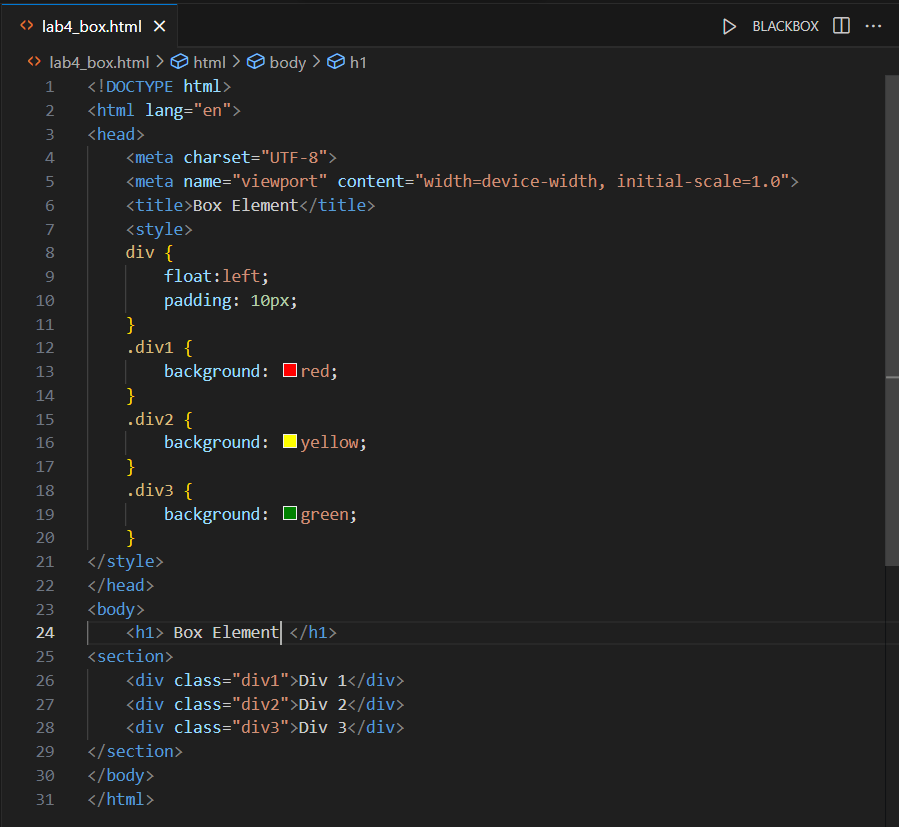 lab4_box.html
BLACKBOX
lab4_box.html > html > body > h1
1 <!DOCTYPE html>
2 <html lang="en">
3 <head>
4     <meta charset="UTF-8">
5     <meta name="viewport" content="width=device-width, initial-scale=1.0">
6     <title>Box Element</title>
7     <style>
8     div {
9         float:left;
10         padding: 10px;
11     }
12     .div1 {
13         background: red;
14     }
15     .div2 {
16         background: yellow;
17     }
18     .div3 {
19         background: green;
20     }
21 </style>
22 </head>
23 <body>
24     <h1> Box Element </h1>
25 <section>
26     <div class="div1">Div 1</div>
27     <div class="div2">Div 2</div>
28     <div class="div3">Div 3</div>
29 </section>
30 </body>
31 </html>